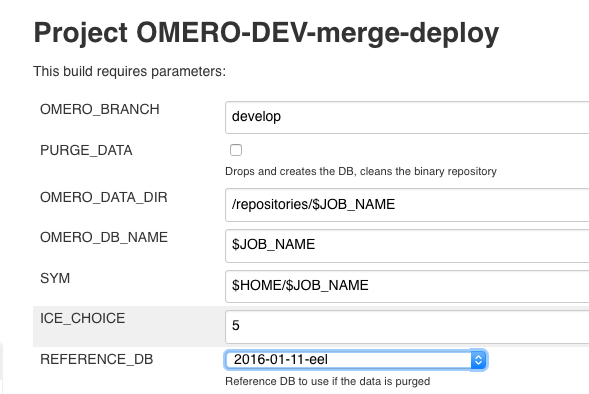 Project OMERO-DEV-merge-deploy
This build requires parameters:
OMERO_BRANCH develop
PURGE_DATA
Drops and creates the DB, cleans the binary repository
OMERO_DATA_DIR /repositories/$JOB_NAME
OMERO_DB_NAME $JOB_NAME
SYM $HOME/$JOB_NAME
ICE_CHOICE 5
REFERENCE_DB 2016-01-11-eel
Reference DB to use if the data is purged